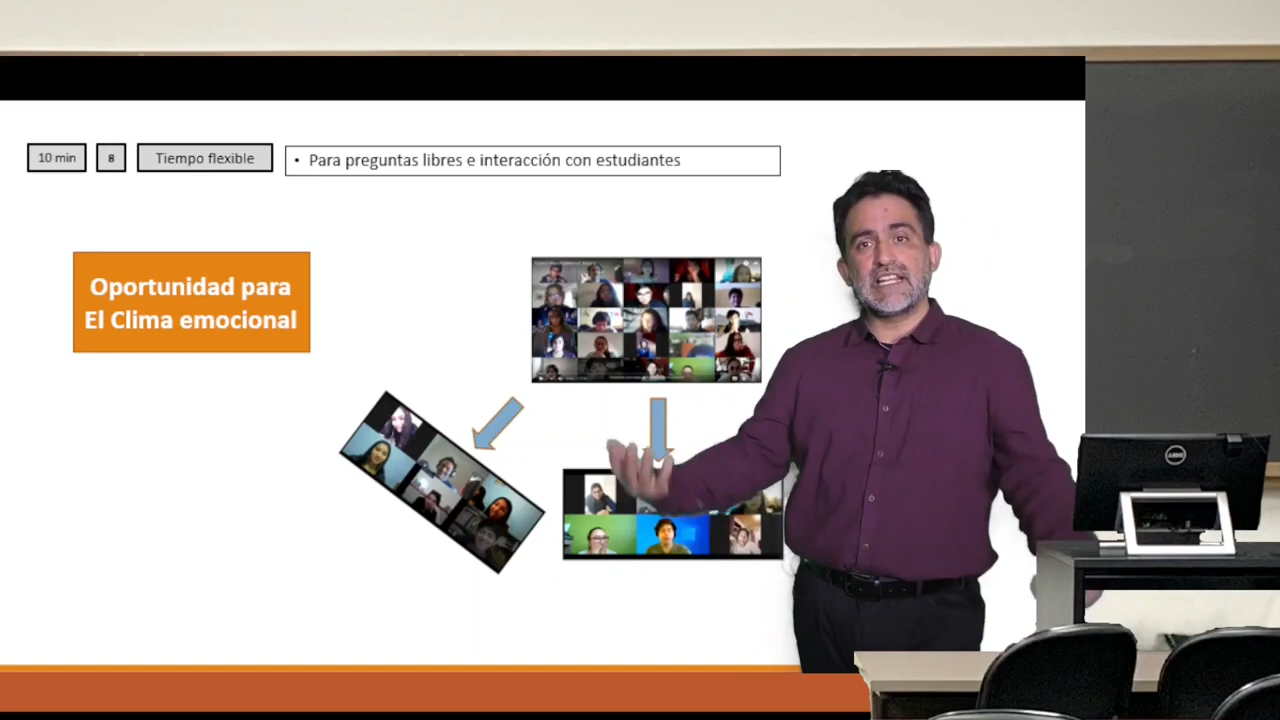 10 min
8
Tiempo flexible
• Para preguntas libres e interacción con estudiantes
Oportunidad para
El Clima emocional
DELL